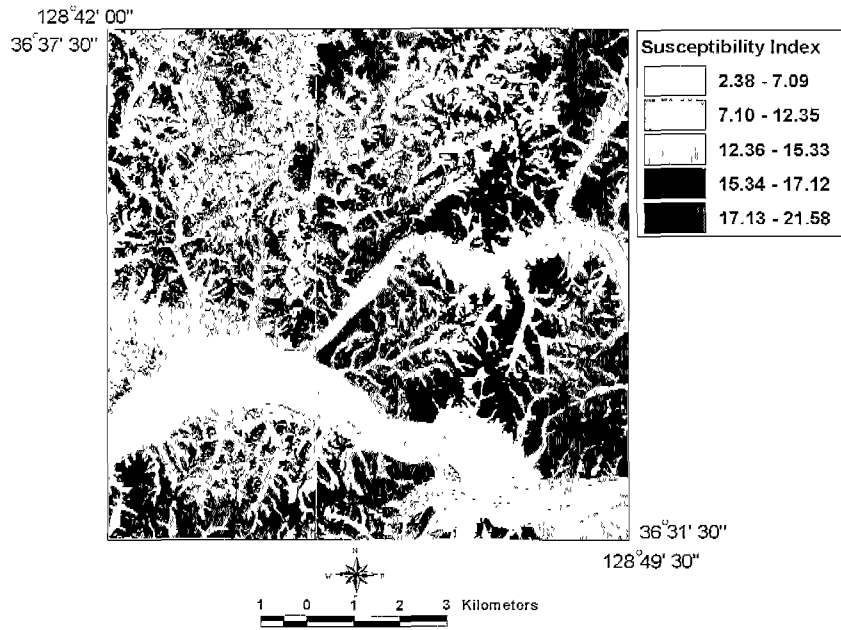 128°42' 00"
36°37' 30"
Susceptibility Index
2.38 - 7.09
7.10 - 12.35
12.36 - 15.33
15.34 - 17.12
17.13 - 21.58
36°31' 30"
128°49' 30"
N
W
1 0 1 2 3 Kilometers